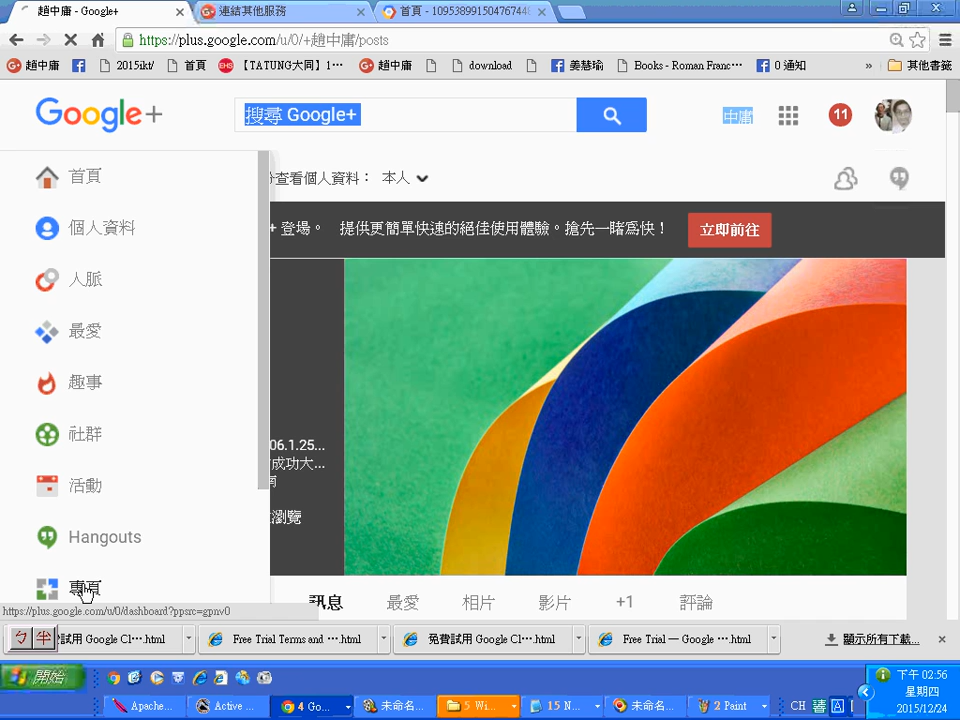 趙中庸 - Google+
連結其他服務
首頁 - 10953899150476744
https://plus.google.com/u/0/+趙中庸/posts
趙中庸
2015ikt/
首頁
【TATUNG大同】1…
趙中庸
download
姜慧瑜
Books - Roman Franc…
0 通知
»
其他書籤
Google+
搜尋 Google+
中庸
11
首頁
份查看個人資料： 本人
個人資料
+ 登場。 提供更簡單快速的絕佳使用體驗。搶先一睹為快！
立即前往
人脈
最愛
趣事
社群
06.1.25...
成功大...
活動
瀏覽
Hangouts
專頁
https://plus.google.com/u/0/dashboard?ppsrc=gpnv0
訊息
最愛
相片
影片
+1
評論
ㄅ 半
試用 Google Cl....html
Free Trial Terms and ....html
免費試用 Google Cl....html
Free Trial — Google ....html
顯示所有下載...
開始
下午 02:56
星期四
2015/12/24
Apache...
Active ...
4 Go...
未命名...
5 Wi...
15 N...
未命名...
2 Paint
CH